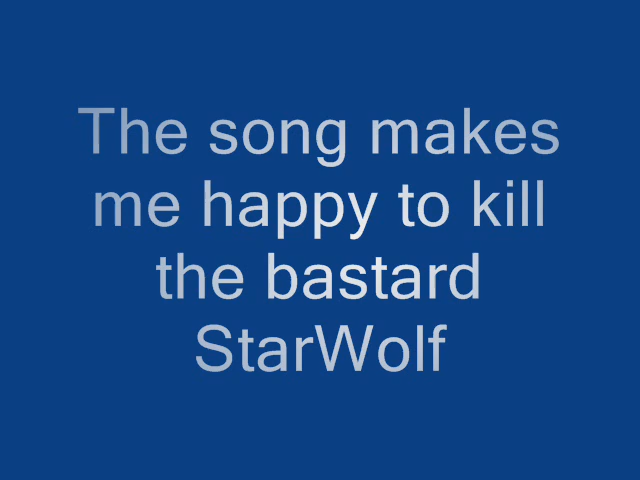 The song makes
me happy to kill
the bastard
StarWolf